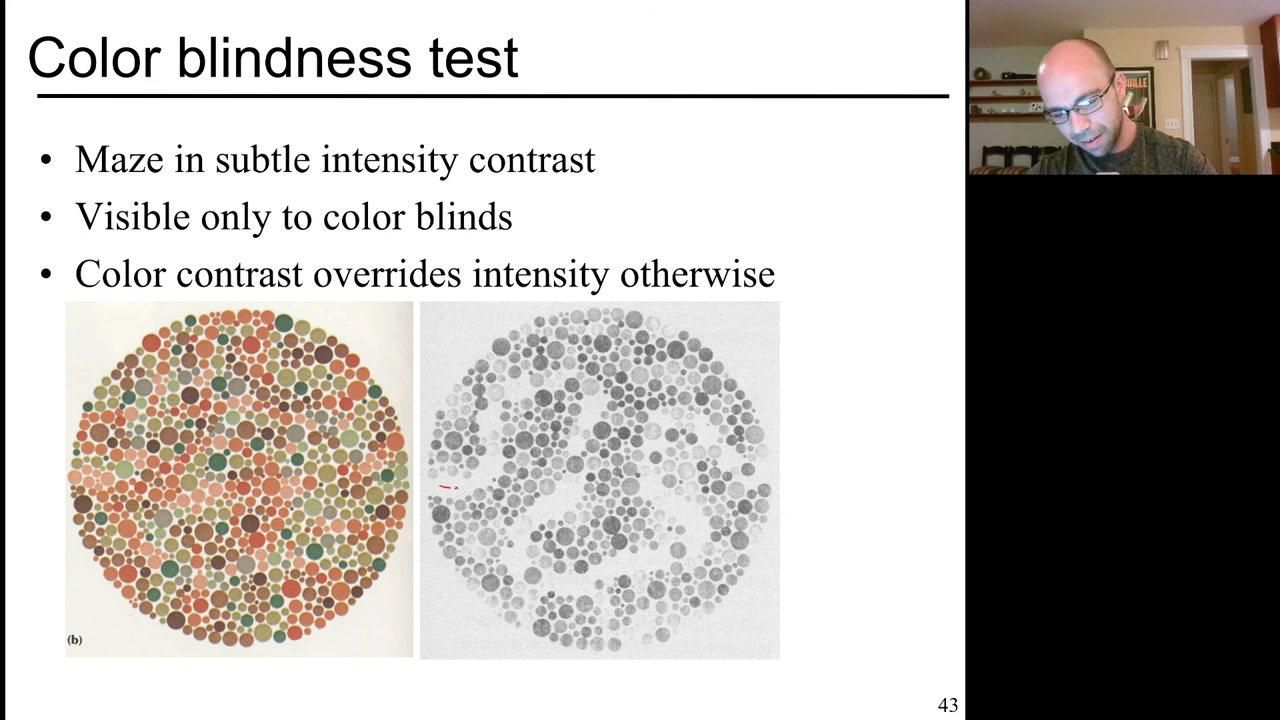 Color blindness test
• Maze in subtle intensity contrast
• Visible only to color blinds
• Color contrast overrides intensity otherwise
(b)
43